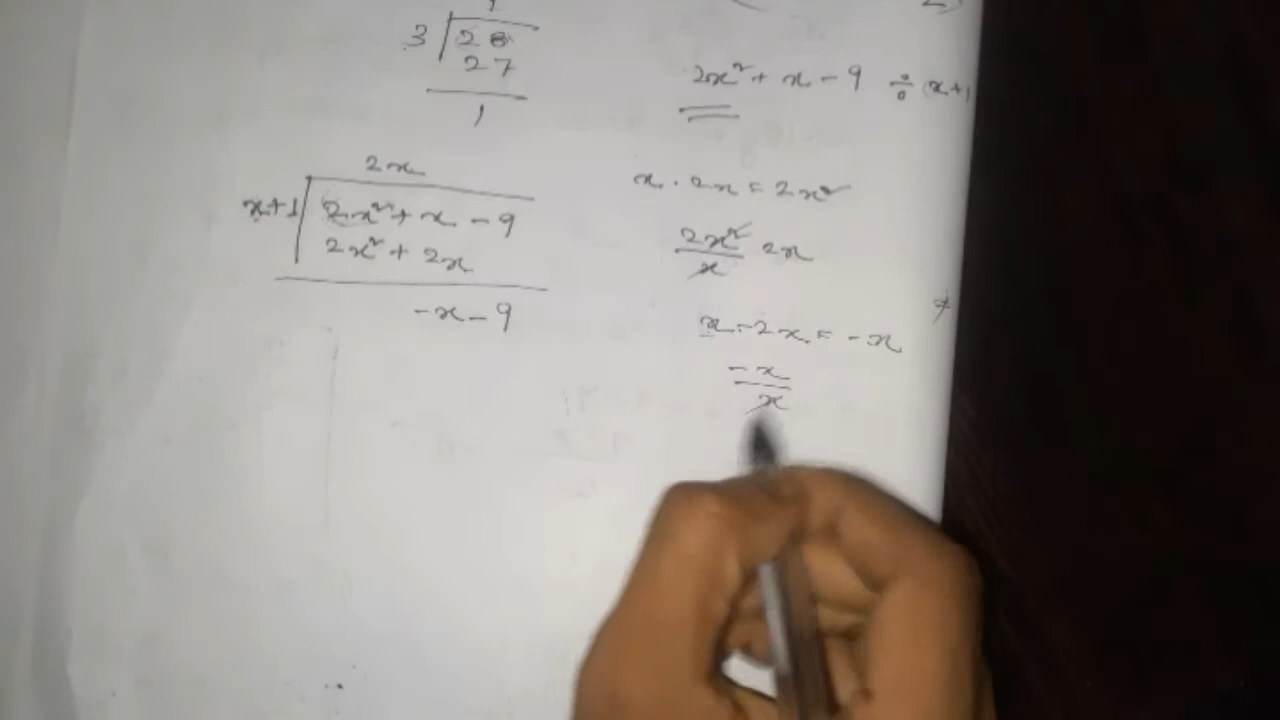 3 28
27
1
2x² + x - 9 ÷ (x+1
2x
x+1 2x² + x - 9
2x² + 2x
-x - 9
x . 2x = 2x²
2x²/x 2x
x - 2x = -x
-x/x